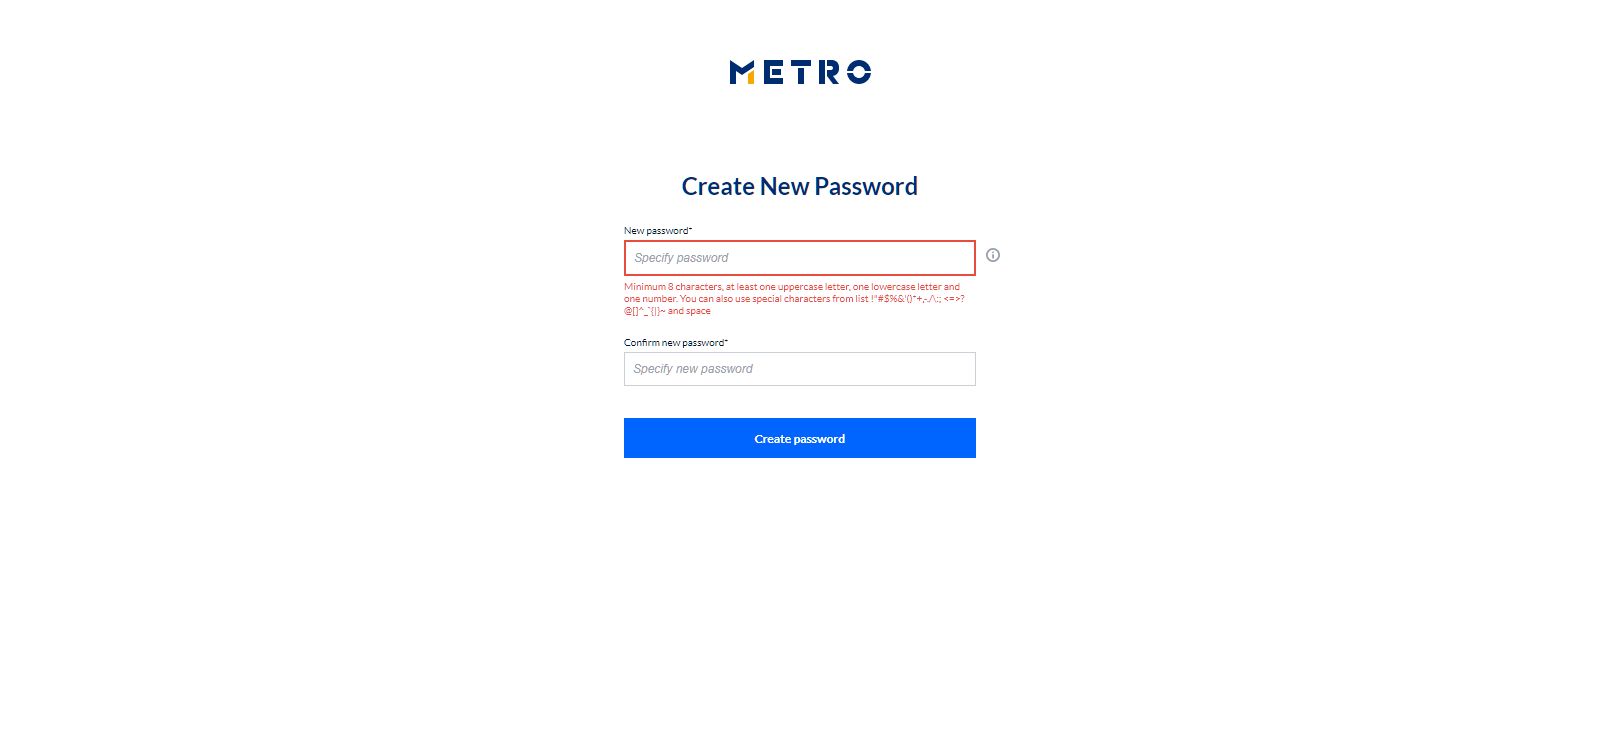 METRO
Create New Password
New password*
Specify password
Minimum 8 characters, at least one uppercase letter, one lowercase letter and
one number. You can also use special characters from list !"#$%&'()*+,-./\:; <=>?
@[]^_`{|}~ and space
Confirm new password*
Specify new password
Create password